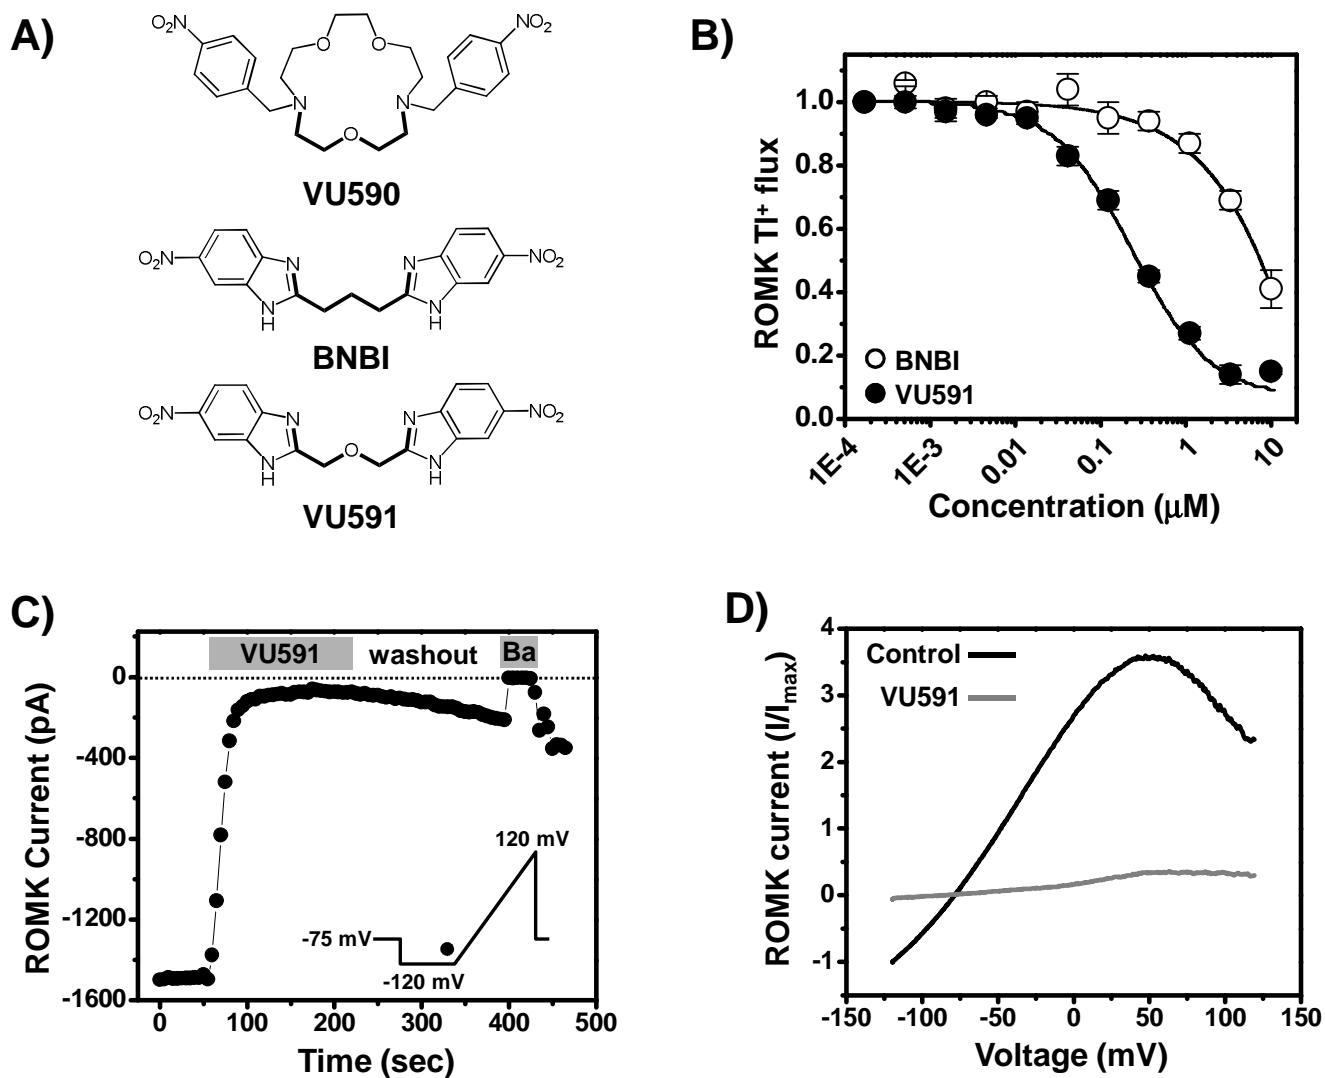 A)
O₂N
NO₂
O
O
N
N
O
VU590
O₂N
N
N
NO₂
N
H
N
H
BNBI
O₂N
N
N
NO₂
O
N
H
N
H
VU591
B)
ROMK Tl⁺ flux
1.0
0.8
0.6
0.4
0.2
0.0
BNBI
VU591
1E-4
1E-3
0.01
0.1
1
10
Concentration (μM)
C)
ROMK Current (pA)
VU591
washout
Ba
0
-400
-800
-1200
-1600
120 mV
-75 mV
-120 mV
0
100
200
300
400
500
Time (sec)
D)
ROMK current (I/Imax)
4
3
2
1
0
-1
Control
VU591
-150
-100
-50
0
50
100
150
Voltage (mV)